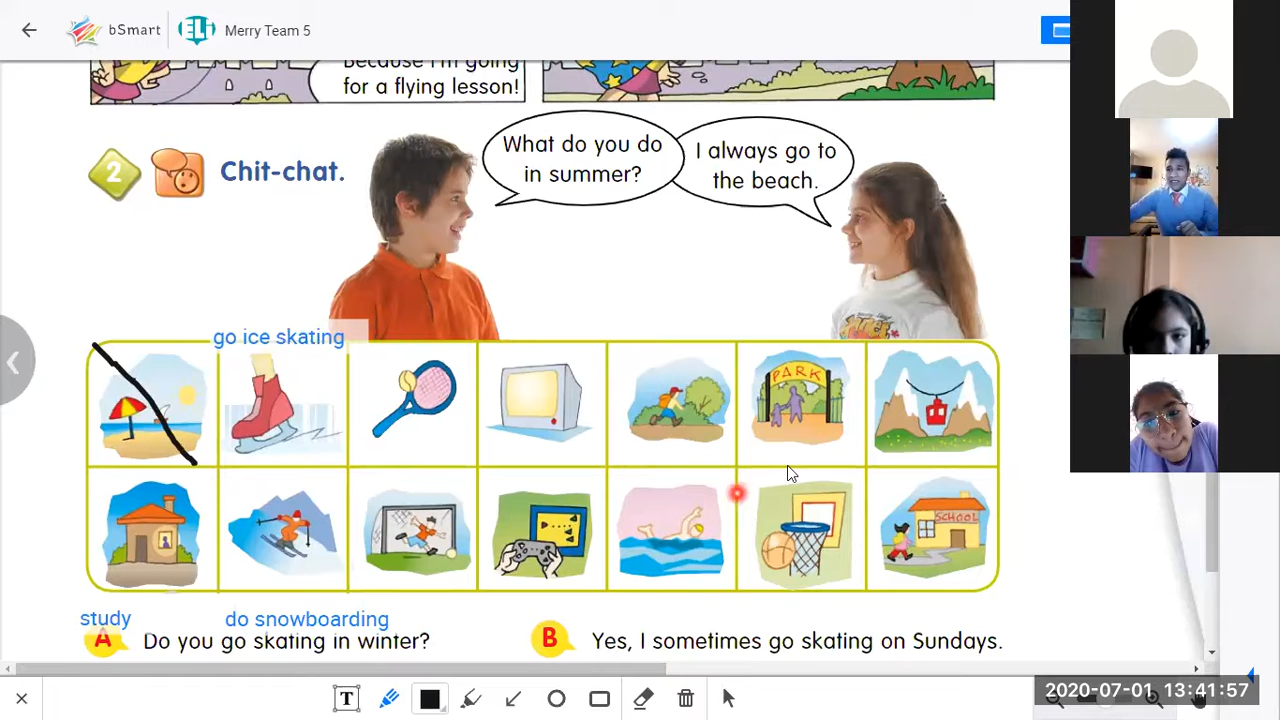 bSmart
ELi
Merry Team 5
Because I'm going
for a flying lesson!
2
Chit-chat.
What do you do
in summer?
I always go to
the beach.
go ice skating
PARK
SCHOOL
study
do snowboarding
A Do you go skating in winter?
B Yes, I sometimes go skating on Sundays.
T
2020-07-01 13:41:57